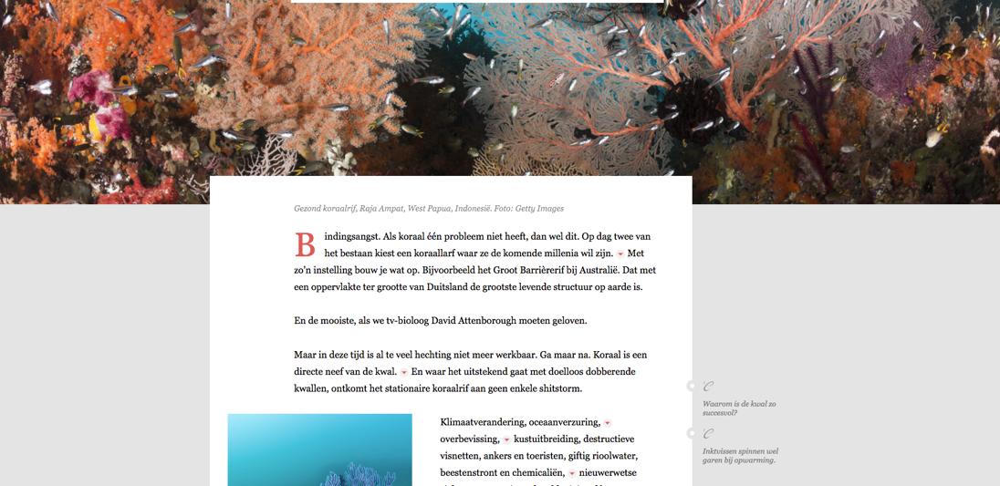 Gezond koraalrif, Raja Ampat, West Papua, Indonesië. Foto: Getty Images
Bindingsangst. Als koraal één probleem niet heeft, dan wel dit. Op dag twee van
het bestaan kiest een koraallarf waar ze de komende millenia wil zijn. Met
zo'n instelling bouw je wat op. Bijvoorbeeld het Groot Barrièrerif bij Australië. Dat met
een oppervlakte ter grootte van Duitsland de grootste levende structuur op aarde is.
En de mooiste, als we tv-bioloog David Attenborough moeten geloven.
Maar in deze tijd is al te veel hechting niet meer werkbaar. Ga maar na. Koraal is een
directe neef van de kwal. En waar het uitstekend gaat met doelloos dobberende
kwallen, ontkomt het stationaire koraalrif aan geen enkele shitstorm.
Klimaatverandering, oceaanverzuring,
overbevissing, kustuitbreiding, destructieve
visnetten, ankers en toeristen, giftig rioolwater,
beestenstront en chemicaliën, nieuwerwetse
C
Waarom is de kwal zo
succesvol?
C
Inktvissen spinnen wel
garen bij opwarming.